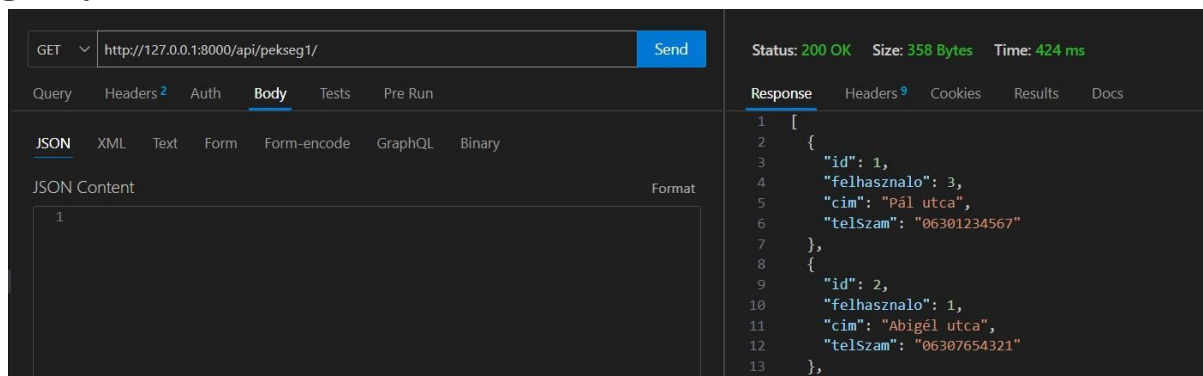 GET http://127.0.0.1:8000/api/pekseg1/ Send
Query Headers 2 Auth Body Tests Pre Run
JSON XML Text Form Form-encode GraphQL Binary
JSON Content Format
1
Status: 200 OK Size: 358 Bytes Time: 424 ms
Response Headers 9 Cookies Results Docs
1 [
2 {
3 "id": 1,
4 "felhasznalo": 3,
5 "cim": "Pál utca",
6 "telSzam": "06301234567"
7 },
8 {
9 "id": 2,
10 "felhasznalo": 1,
11 "cim": "Abigél utca",
12 "telSzam": "06307654321"
13 },